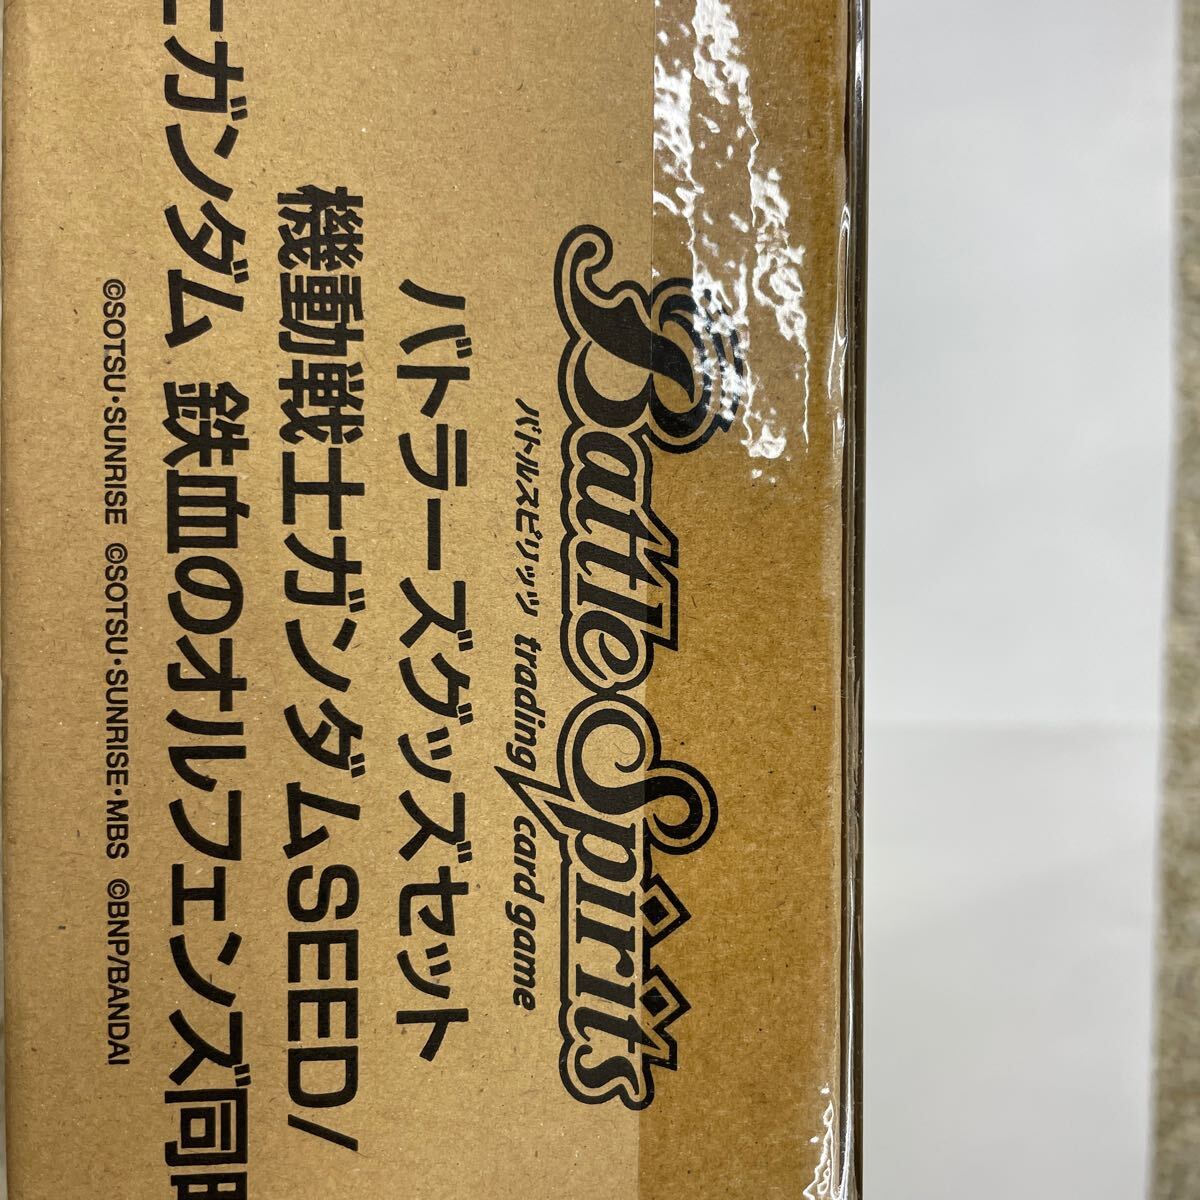 Battle Spirits
バトルスピリッツ trading card game
バトラーズグッズセット
機動戦士ガンダムSEED/
士ガンダム 鉄血のオルフェンズ同
©SOTSU・SUNRISE ©SOTSU・SUNRISE・MBS ©BNP/BANDAI